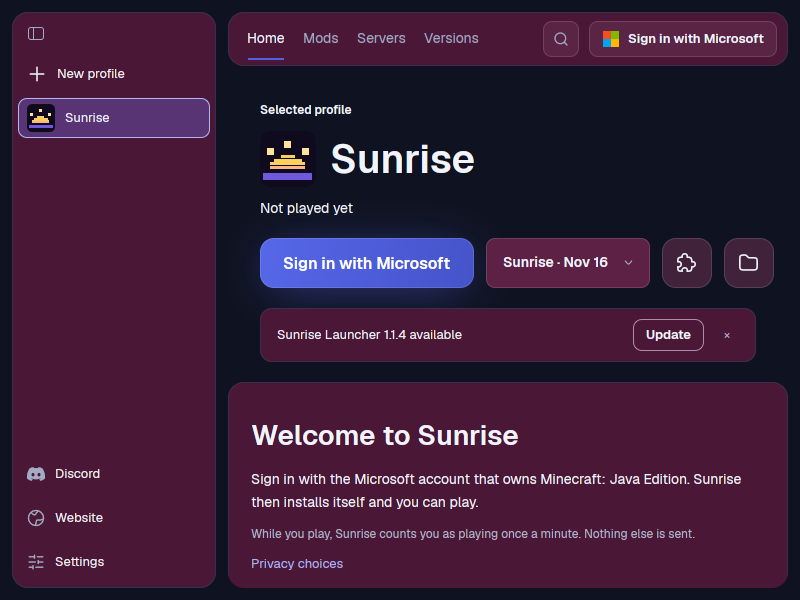 New profile
Sunrise
Discord
Website
Settings
Home
Mods
Servers
Versions
Sign in with Microsoft
Selected profile
Sunrise
Not played yet
Sign in with Microsoft
Sunrise · Nov 16
Sunrise Launcher 1.1.4 available
Update
×
Welcome to Sunrise
Sign in with the Microsoft account that owns Minecraft: Java Edition. Sunrise
then installs itself and you can play.
While you play, Sunrise counts you as playing once a minute. Nothing else is sent.
Privacy choices